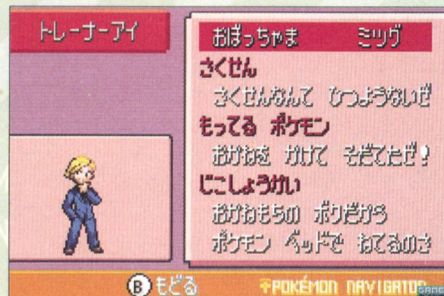 トレーナーアイ
おぼっちゃま ミツグ
さくせん
さくせんなんて ひつようないぜ
もってる ポケモン
おかねを かけて そだてたぜ!
じこしょうかい
おかねもちの ボクだから
ポケモン ベッドで ねてるのさ
Ⓑもどる
POKÉMON NAVIGATOR
GAME